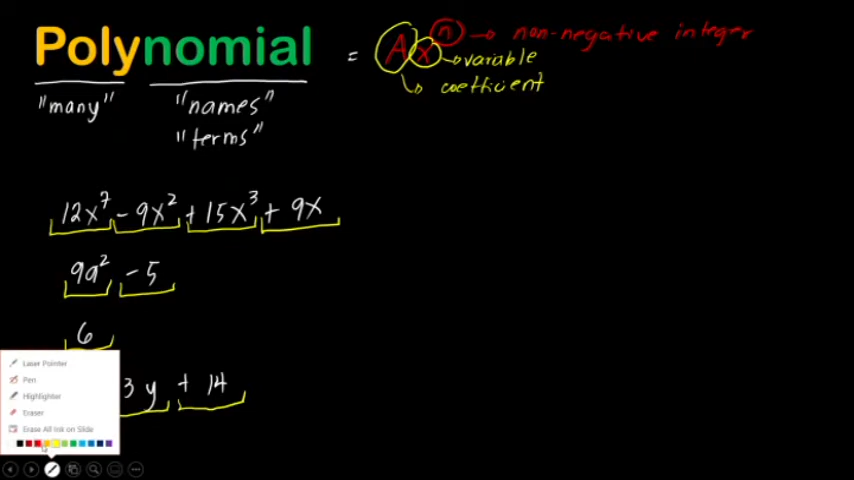 Polynomial = Ax^n → non-negative integer
→ variable
↳ coefficient
"many" "names"
"terms"
12x⁷ - 9x² + 15x³ + 9x
9a² - 5
6
3y + 14
Laser Pointer
Pen
Highlighter
Eraser
Erase All Ink on Slide